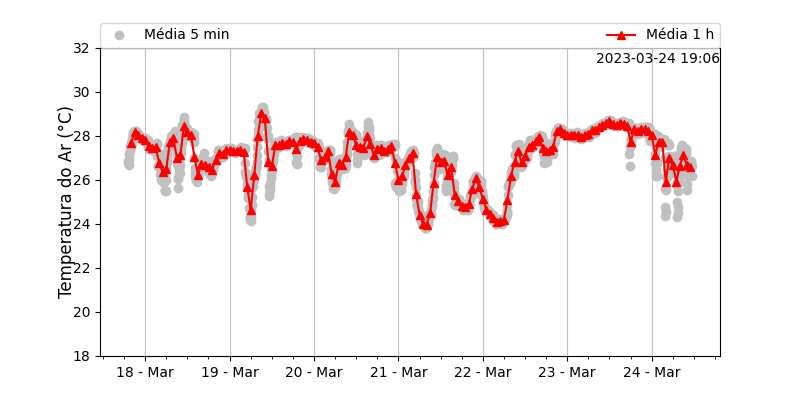 Média 5 min
Média 1 h
2023-03-24 19:06
Temperatura do Ar (°C)
32
30
28
26
24
22
20
18
18 - Mar
19 - Mar
20 - Mar
21 - Mar
22 - Mar
23 - Mar
24 - Mar